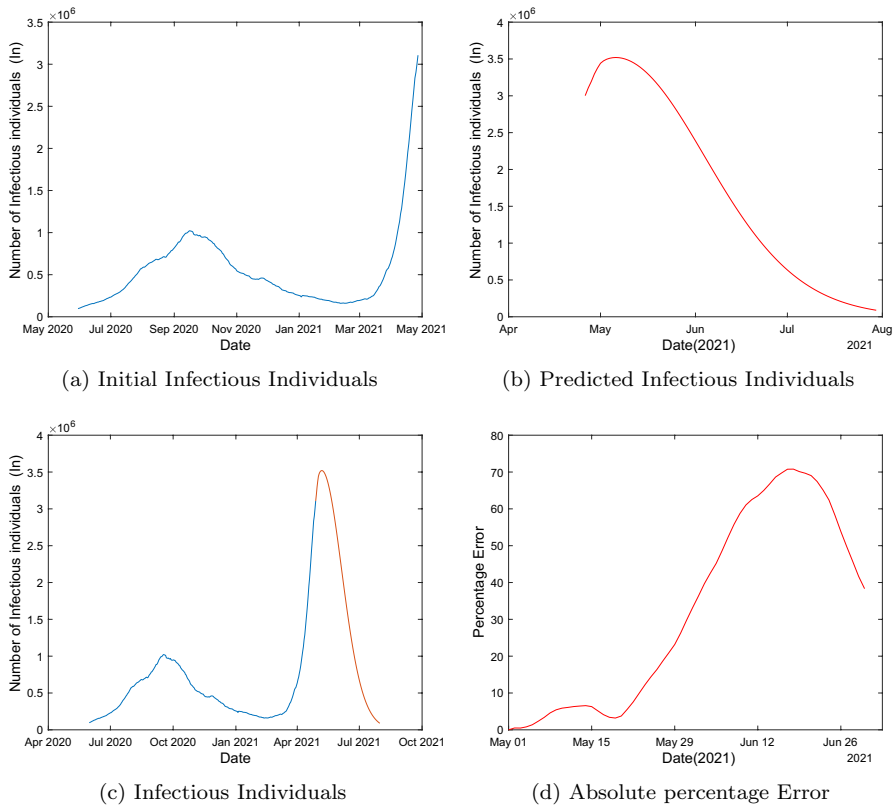 ×10⁶
3.5
3
2.5
2
1.5
1
0.5
0
Number of Infectious individuals (In)
May 2020 Jul 2020 Sep 2020 Nov 2020 Jan 2021 Mar 2021 May 2021
Date
(a) Initial Infectious Individuals
×10⁶
4
3.5
3
2.5
2
1.5
1
0.5
0
Number of Infectious individuals (In)
Apr May Jun Jul Aug
2021
Date(2021)
(b) Predicted Infectious Individuals
×10⁶
4
3.5
3
2.5
2
1.5
1
0.5
0
Number of Infectious individuals (In)
Apr 2020 Jul 2020 Oct 2020 Jan 2021 Apr 2021 Jul 2021 Oct 2021
Date
(c) Infectious Individuals
80
70
60
50
40
30
20
10
0
Percentage Error
May 01 May 15 May 29 Jun 12 Jun 26
2021
Date(2021)
(d) Absolute percentage Error